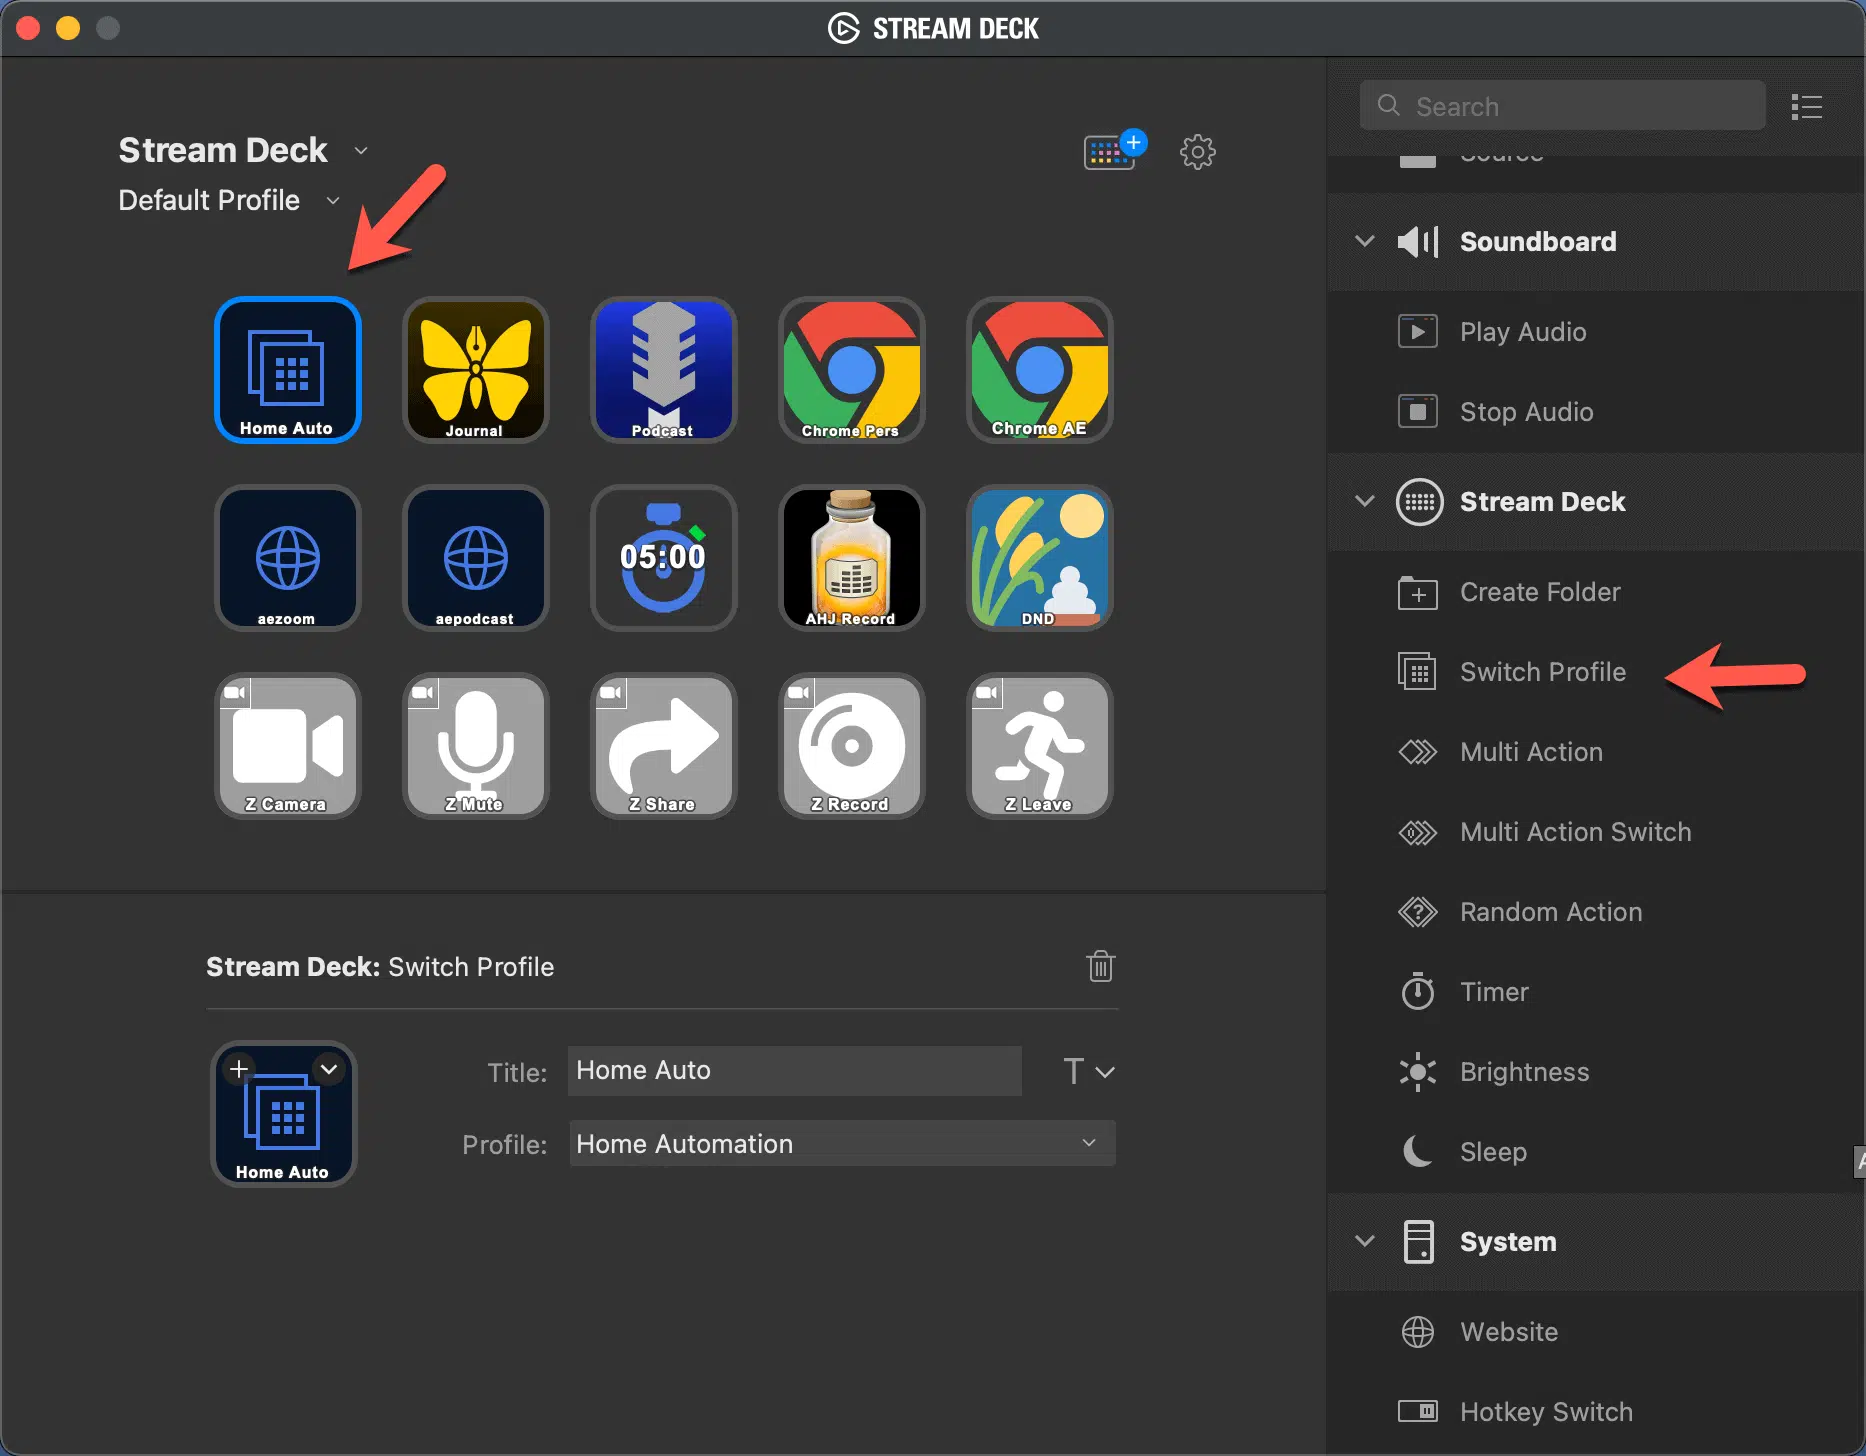 STREAM DECK
Stream Deck
Default Profile
Home Auto
Journal
Podcast
Chrome Pers
Chrome AE
aezoom
aepodcast
05:00
AHJ Record
DND
Z Camera
Z Mute
Z Share
Z Record
Z Leave
Stream Deck: Switch Profile
Home Auto
Title: Home Auto
T
Profile: Home Automation
Search
Source
Soundboard
Play Audio
Stop Audio
Stream Deck
Create Folder
Switch Profile
Multi Action
Multi Action Switch
Random Action
Timer
Brightness
Sleep
System
Website
Hotkey Switch